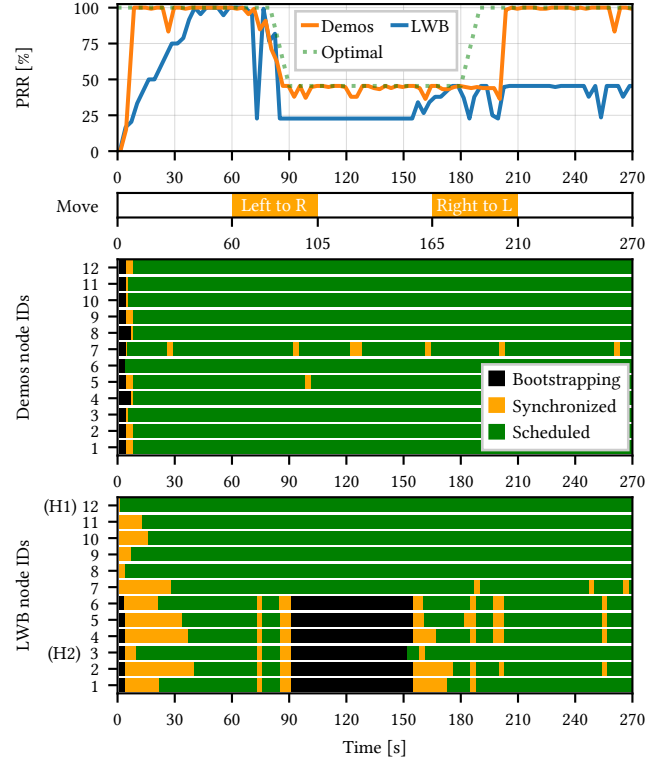 PRR [%]
100
75
50
25
0
Demos
LWB
Optimal
0 30 60 90 120 150 180 210 240 270
Move
Left to R
Right to L
0 60 105 165 210 270
Demos node IDs
12
11
10
9
8
7
6
5
4
3
2
1
Bootstrapping
Synchronized
Scheduled
0 30 60 90 120 150 180 210 240 270
LWB node IDs
(H1) 12
11
10
9
8
7
6
5
4
(H2) 3
2
1
0 30 60 90 120 150 180 210 240 270
Time [s]